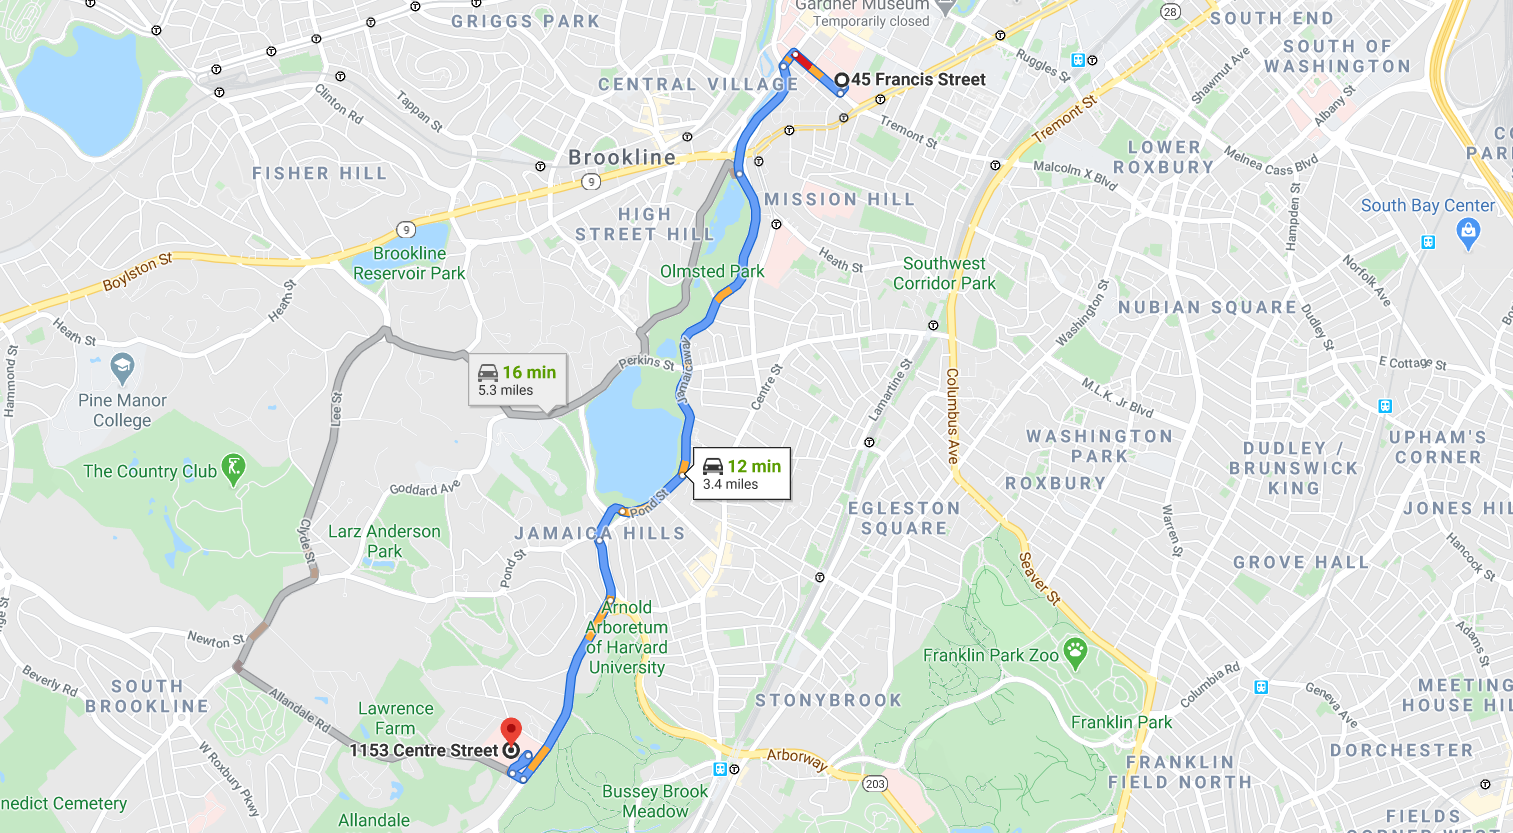 Gardner Museum
Temporarily closed
28
SOUTH END
GRIGGS PARK
SOUTH OF
WASHINGTON
Ruggles St
Shawmut Ave
CENTRAL VILLAGE
45 Francis Street
Clinton Rd
Tappan St
Albany St
Tremont St
Tremont St
LOWER
ROXBURY
Melnea Cass Blvd
Brookline
9
FISHER HILL
Malcolm X Blvd
MISSION HILL
HIGH
STREET HILL
South Bay Center
Hampden St
9
Brookline
Reservoir Park
Boylston St
Heath St
Olmsted Park
Southwest
Corridor Park
Norfolk Ave
Heath St
NUBIAN SQUARE
Washington St
Dudley St
Heath St
Hammond St
Perkins St
Jamaicaway
16 min
5.3 miles
E Cottage St
Centre St
Lamartine St
Columbus Ave
M.L.K. Jr Blvd
Pine Manor
College
Lee St
WASHINGTON
PARK
DUDLEY /
BRUNSWICK
KING
UPHAM'S
CORNER
The Country Club
12 min
3.4 miles
ROXBURY
Goddard Ave
Pond St
EGLESTON
SQUARE
JONES HIL
Warren St
Clyde St
Larz Anderson
Park
JAMAICA HILLS
Pond St
Hancock St
GROVE HALL
Seaver St
Arnold
Arboretum
of Harvard
University
Newton St
Adams St
Franklin Park Zoo
Beverly Rd
SOUTH
BROOKLINE
Allandale Rd
Columbia Rd
Geneva Ave
MEETING
HOUSE HIL
STONYBROOK
Lawrence
Farm
Franklin Park
1153 Centre Street
W Roxbury Pkwy
Arborway
203
DORCHESTER
FRANKLIN
FIELD NORTH
Bussey Brook
Meadow
nedict Cemetery
Allandale
FIELDS